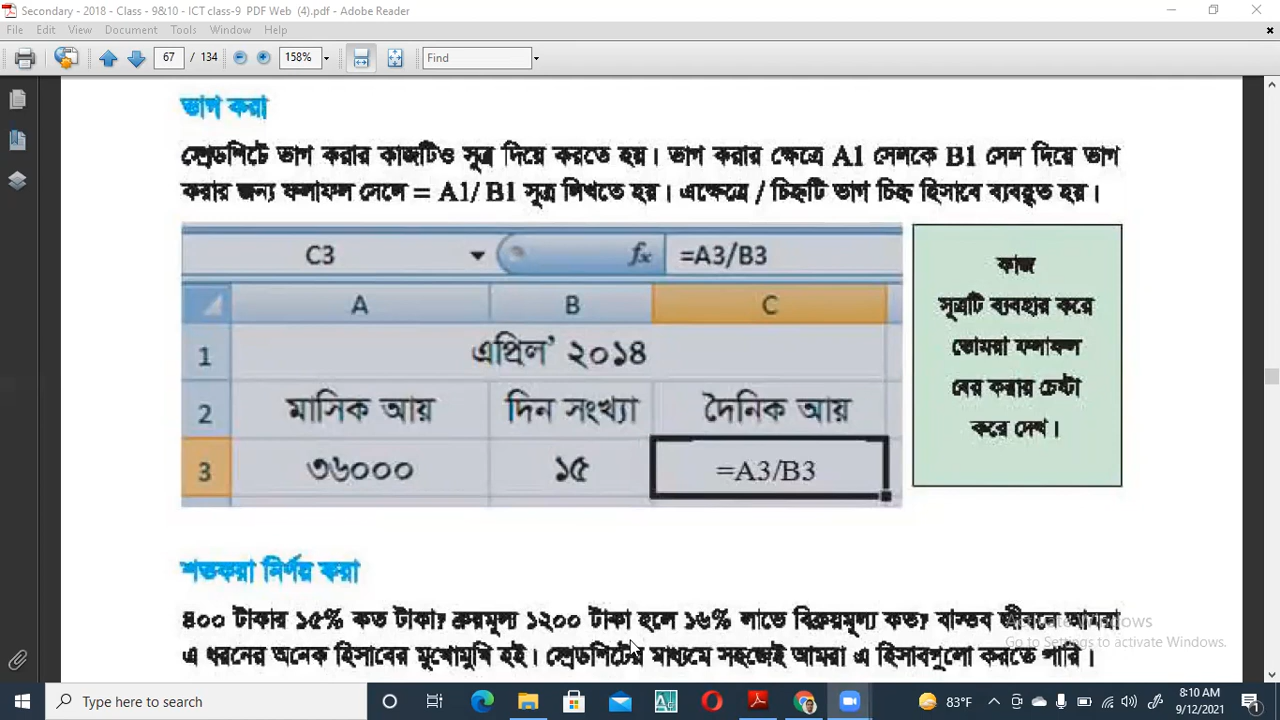 Secondary - 2018 - Class - 9&10 - ICT class-9 PDF Web (4).pdf - Adobe Reader
File Edit View Document Tools Window Help
67 / 134 158% Find
ভাগ করা
স্প্রেডশিটে ভাগ করার কাজটিও সূত্র দিয়ে করতে হয়। ভাগ করার ক্ষেত্রে A1 সেলকে B1 সেল দিয়ে ভাগ
করার জন্য ফলাফল সেলে = A1/ B1 সূত্র লিখতে হয়। এক্ষেত্রে / চিহ্নটি ভাগ চিহ্ন হিসাবে ব্যবহৃত হয়।
C3 fx =A3/B3
A B C
1 এপ্রিল’ ২০১৪
2 মাসিক আয় দিন সংখ্যা দৈনিক আয়
3 ৩৬০০০ ১৫ =A3/B3
কাজ
সূত্রটি ব্যবহার করে
তোমরা ফলাফল
বের করার চেষ্টা
করে দেখ।
শতকরা নির্ণয় করা
৪০০ টাকার ১৫% কত টাকা? ক্রয়মূল্য ১২০০ টাকা হলে ১৬% লাভে বিক্রয়মূল্য কত? বাস্তব জীবনে আমরা
এ ধরনের অনেক হিসাবের মুখোমুখি হই। স্প্রেডশিটের মাধ্যমে সহজেই আমরা এ হিসাবগুলো করতে পারি।
Activate Windows
Go to Settings to activate Windows.
Type here to search
83°F
8:10 AM
9/12/2021